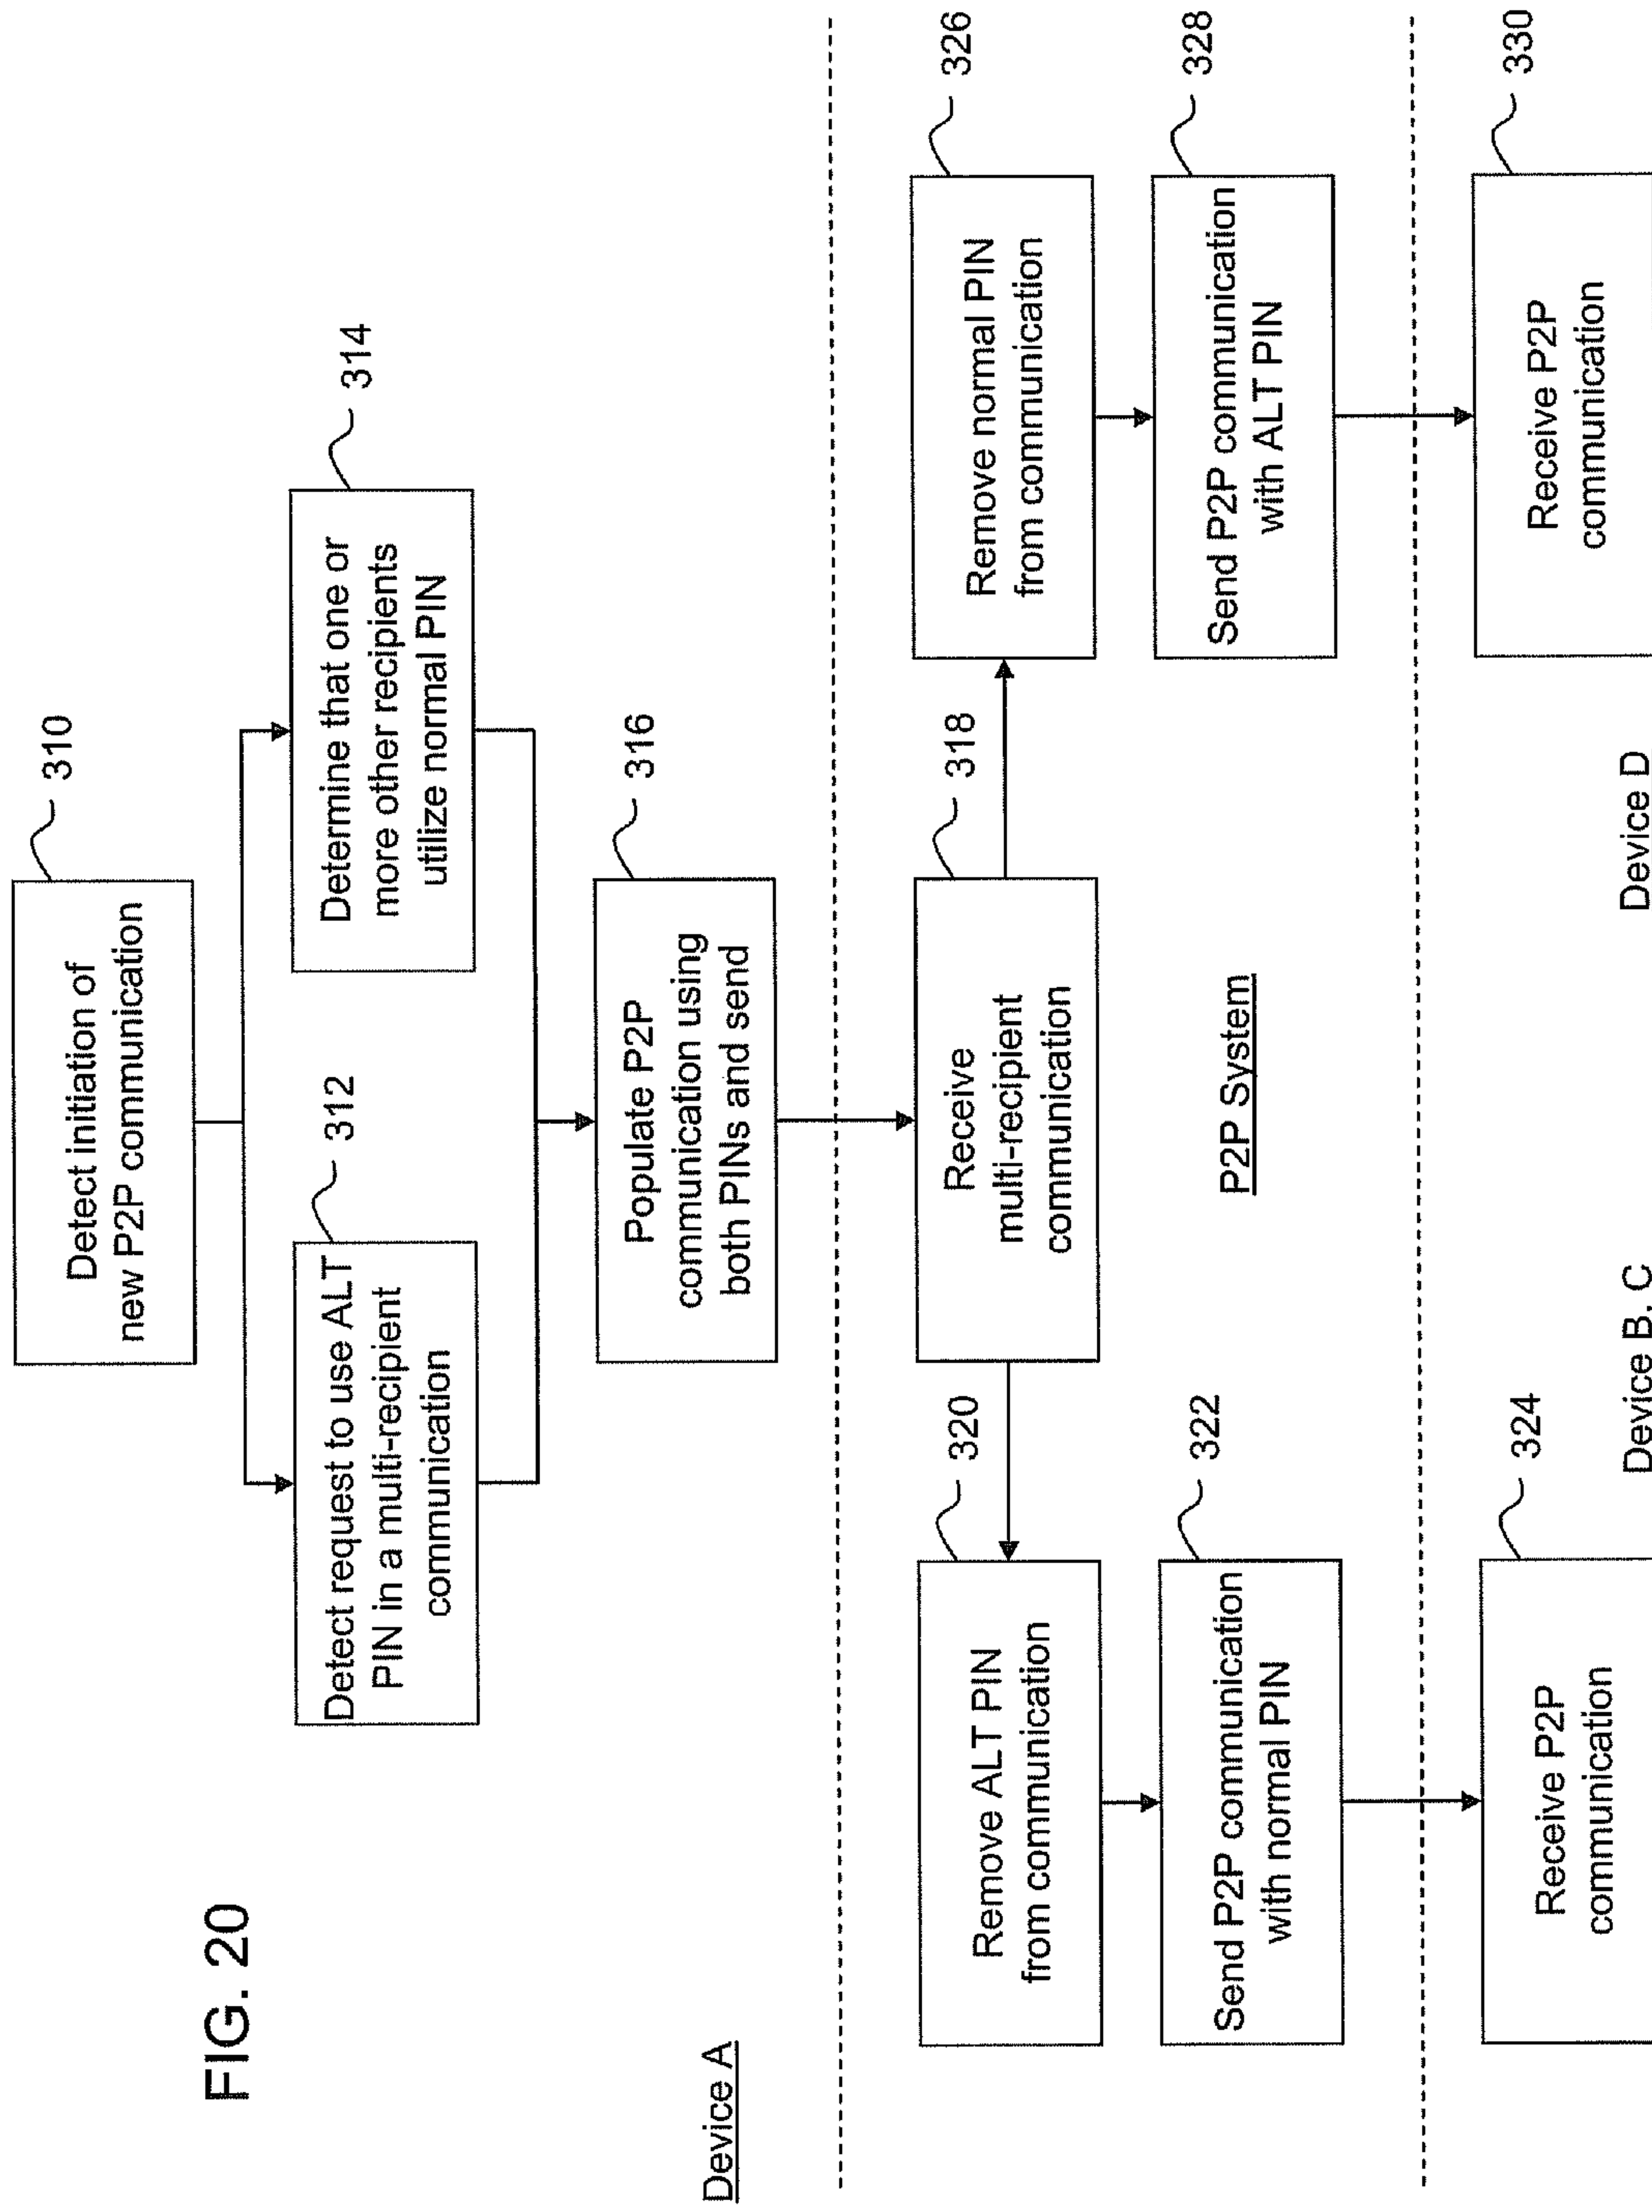 FIG. 20
310
Detect initiation of
new P2P communication
312
Detect request to use ALT
PIN in a multi-recipient
communication
314
Determine that one or
more other recipients
utilize normal PIN
316
Populate P2P
communication using
both PINs and send
Device A
318
Receive
multi-recipient
communication
320
Remove ALT PIN
from communication
326
Remove normal PIN
from communication
322
Send P2P communication
with normal PIN
328
Send P2P communication
with ALT PIN
P2P System
324
Receive P2P
communication
330
Receive P2P
communication
Device B, C
Device D